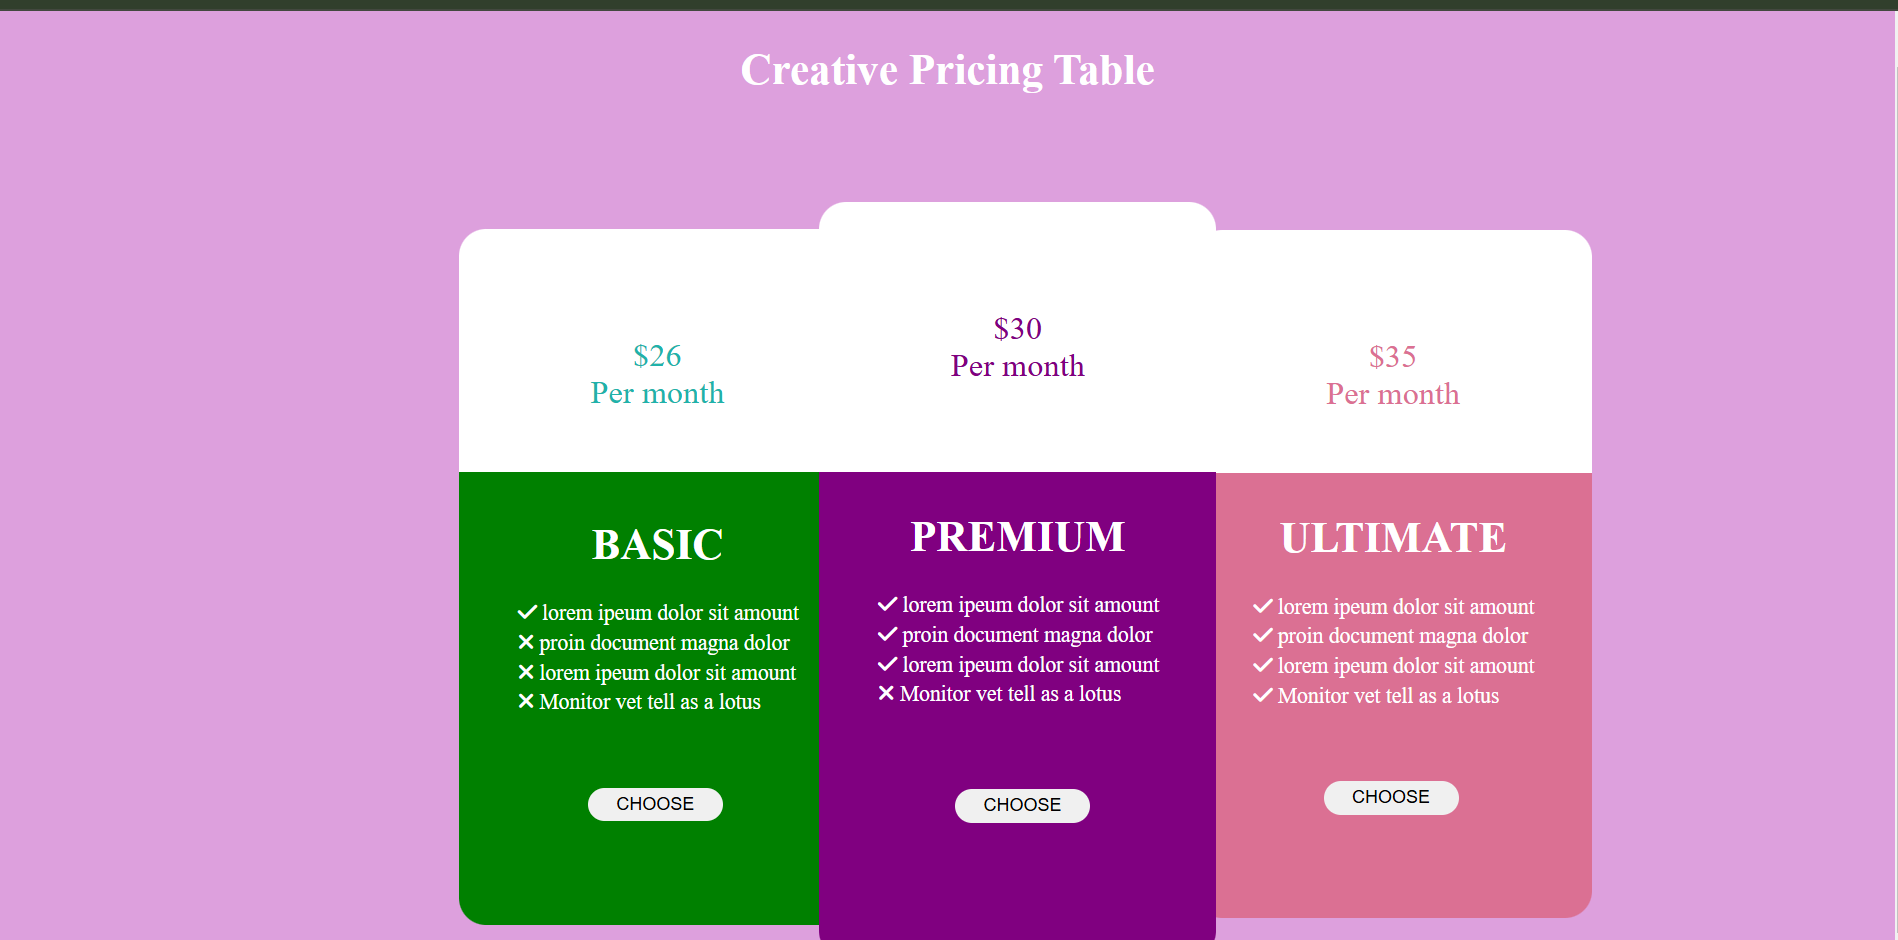 Creative Pricing Table
$26
Per month
$30
Per month
$35
Per month
BASIC
lorem ipeum dolor sit amount
proin document magna dolor
lorem ipeum dolor sit amount
Monitor vet tell as a lotus
CHOOSE
PREMIUM
lorem ipeum dolor sit amount
proin document magna dolor
lorem ipeum dolor sit amount
Monitor vet tell as a lotus
CHOOSE
ULTIMATE
lorem ipeum dolor sit amount
proin document magna dolor
lorem ipeum dolor sit amount
Monitor vet tell as a lotus
CHOOSE